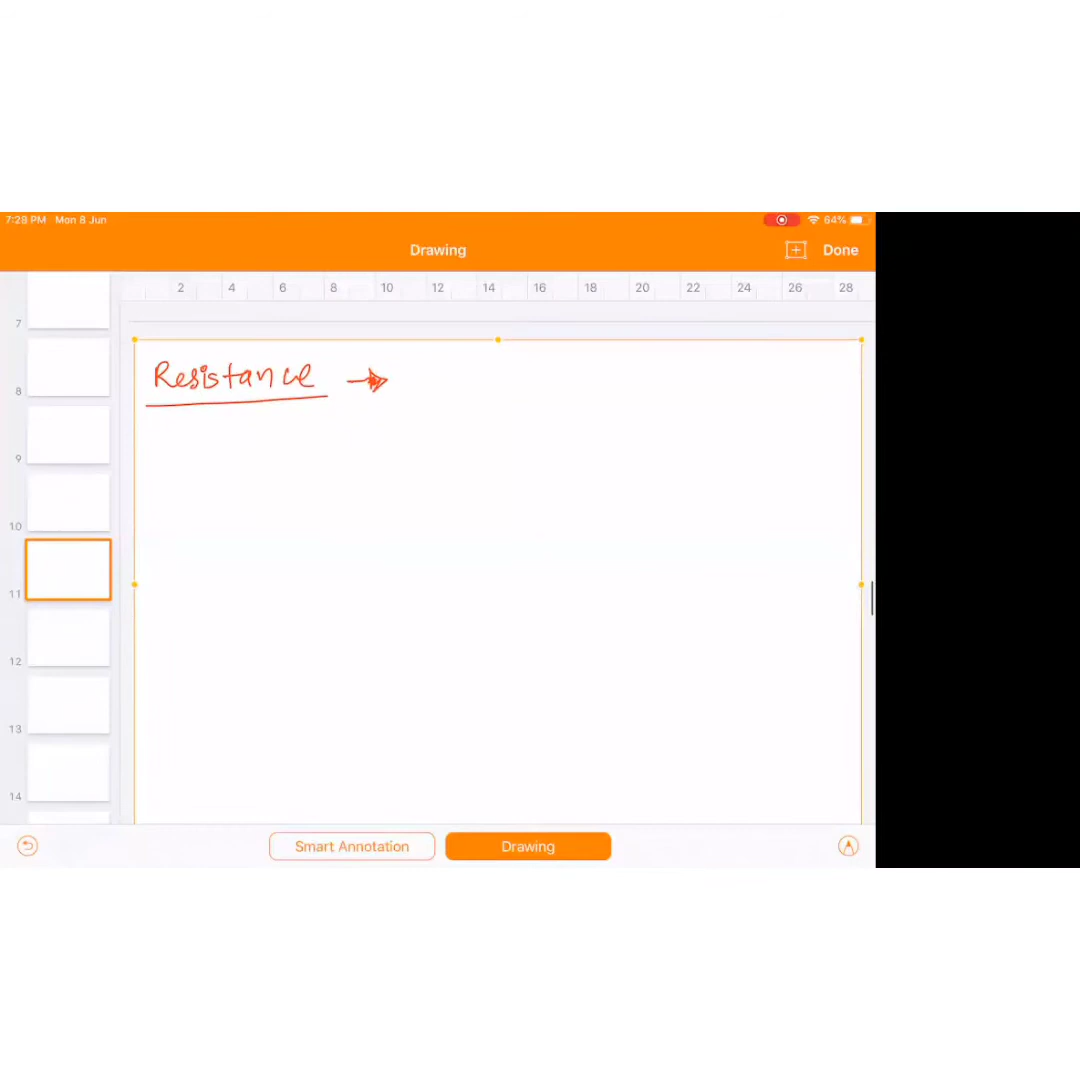 7:29 PM Mon 8 Jun 64%
Drawing Done
2 4 6 8 10 12 14 16 18 20 22 24 26 28
7
Resistance →
8
9
10
11
12
13
14
Smart Annotation Drawing